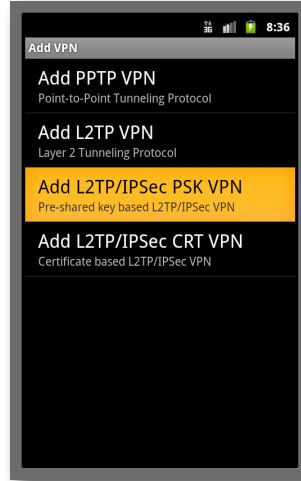 3G 8:36
Add VPN
Add PPTP VPN
Point-to-Point Tunneling Protocol
Add L2TP VPN
Layer 2 Tunneling Protocol
Add L2TP/IPSec PSK VPN
Pre-shared key based L2TP/IPSec VPN
Add L2TP/IPSec CRT VPN
Certificate based L2TP/IPSec VPN